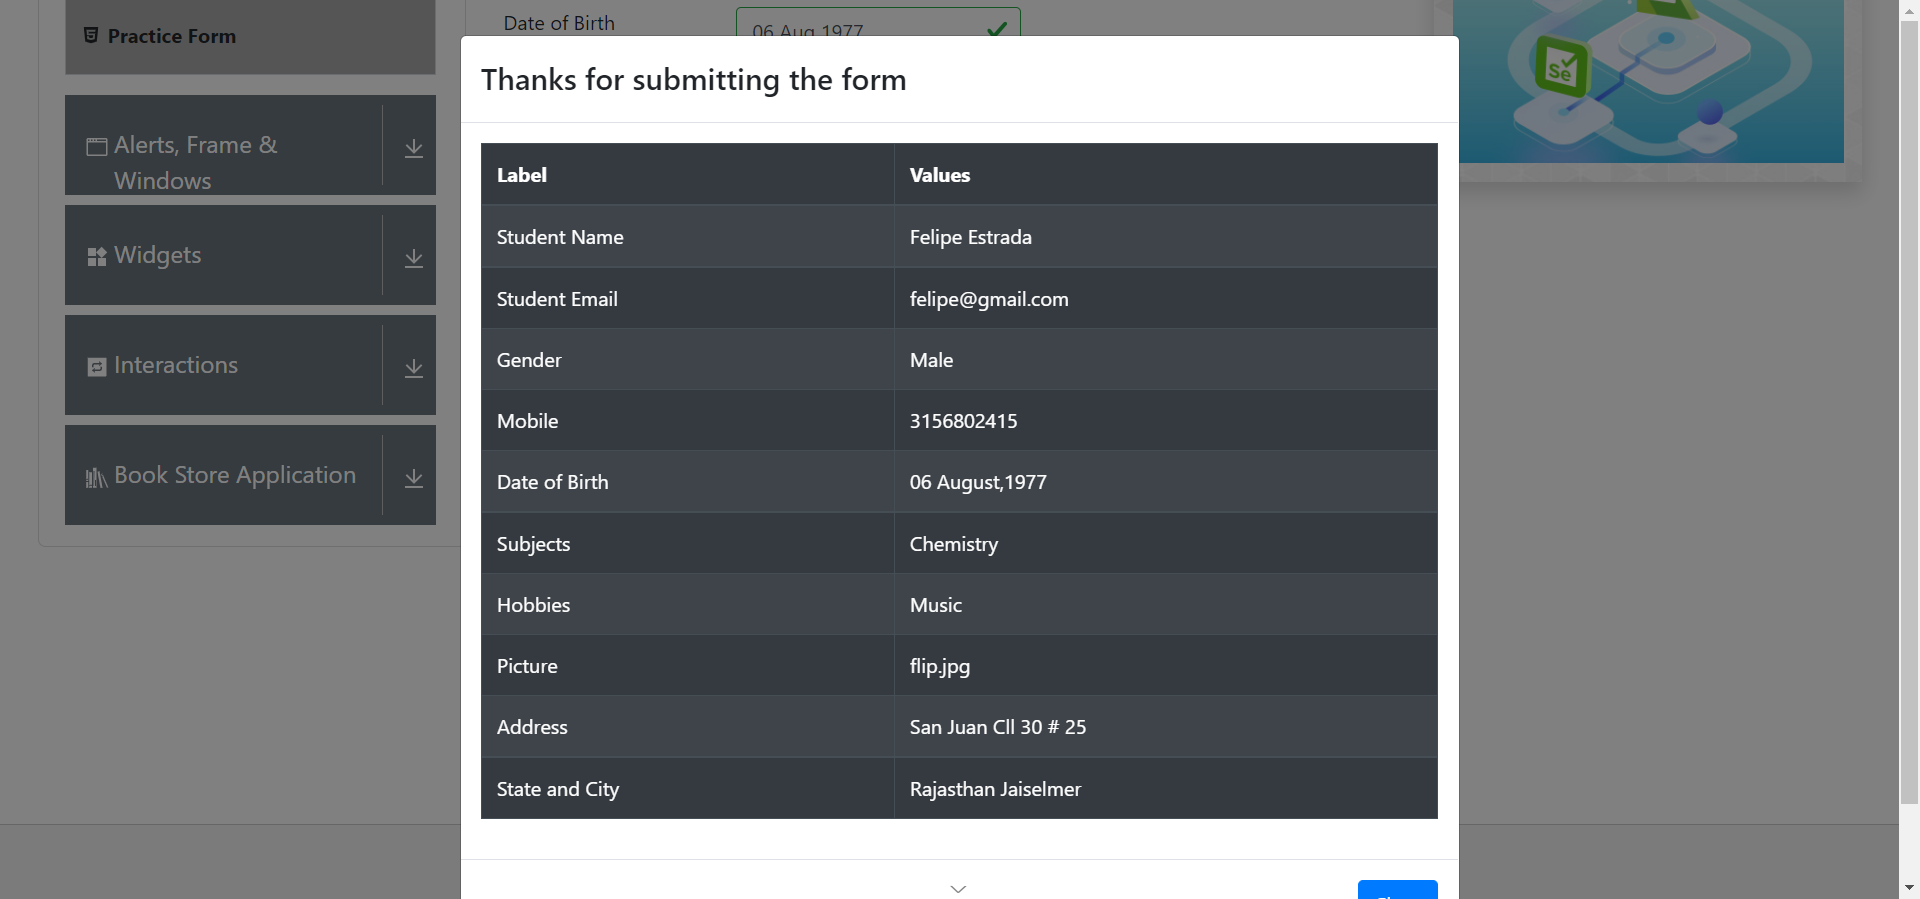 Practice Form
Date of Birth
06 Aug 1977
Alerts, Frame &
Windows
Widgets
Interactions
Book Store Application
Thanks for submitting the form
Label Values
Student Name Felipe Estrada
Student Email felipe@gmail.com
Gender Male
Mobile 3156802415
Date of Birth 06 August,1977
Subjects Chemistry
Hobbies Music
Picture flip.jpg
Address San Juan Cll 30 # 25
State and City Rajasthan Jaiselmer
Se